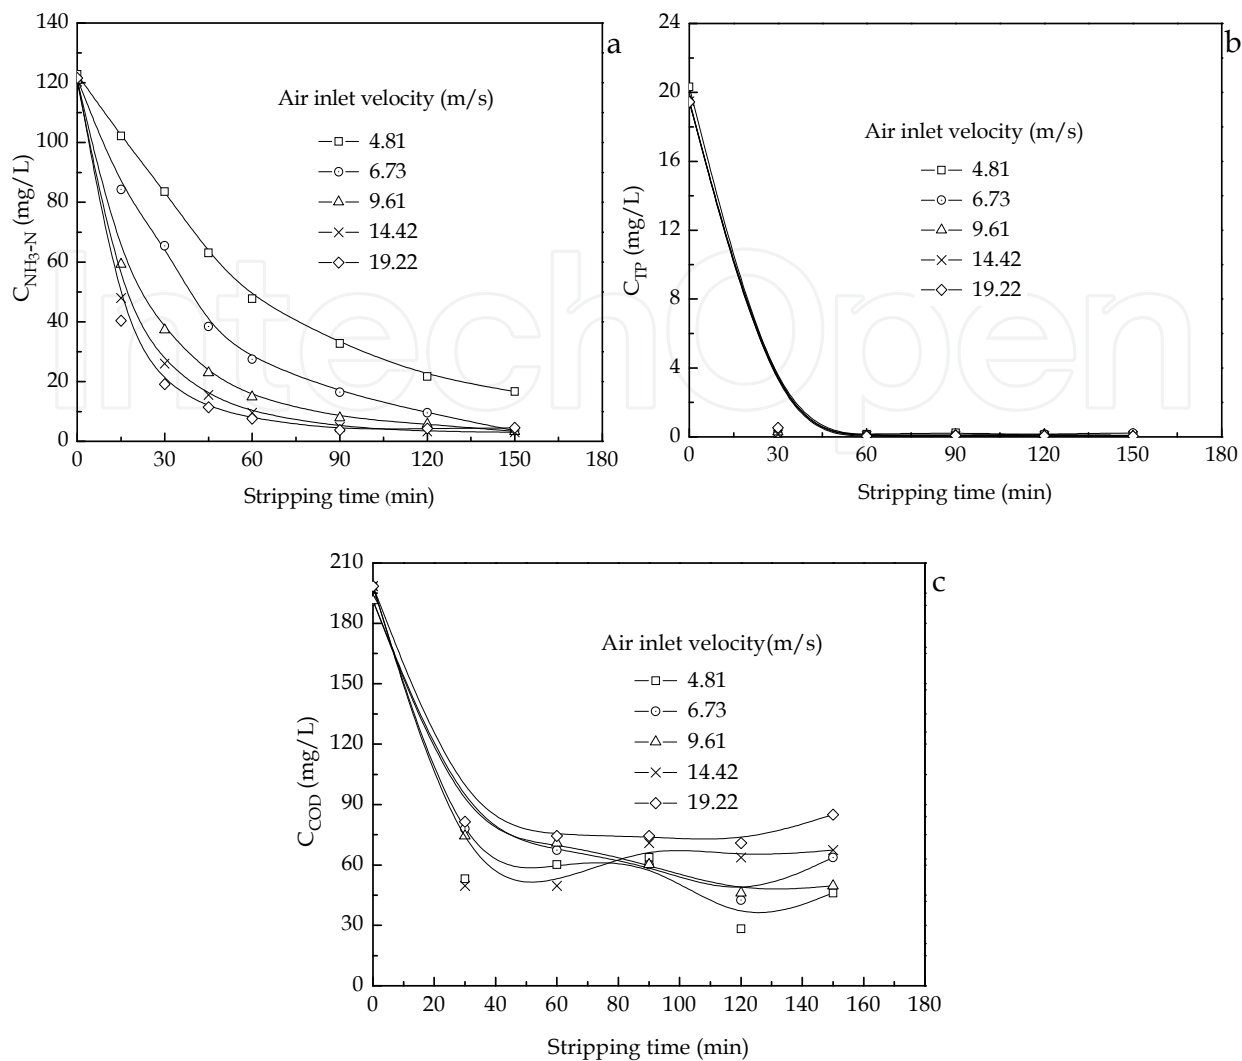 140
120
100
80
60
40
20
0
C_NH3-N (mg/L)
a
Air inlet velocity (m/s)
4.81
6.73
9.61
14.42
19.22
0 30 60 90 120 150 180
Stripping time (min)
24
20
16
12
8
4
0
C_TP (mg/L)
b
Air inlet velocity (m/s)
4.81
6.73
9.61
14.42
19.22
0 30 60 90 120 150 180
Stripping time (min)
IntechOpen
210
180
150
120
90
60
30
0
C_COD (mg/L)
c
Air inlet velocity(m/s)
4.81
6.73
9.61
14.42
19.22
0 20 40 60 80 100 120 140 160 180
Stripping time (min)